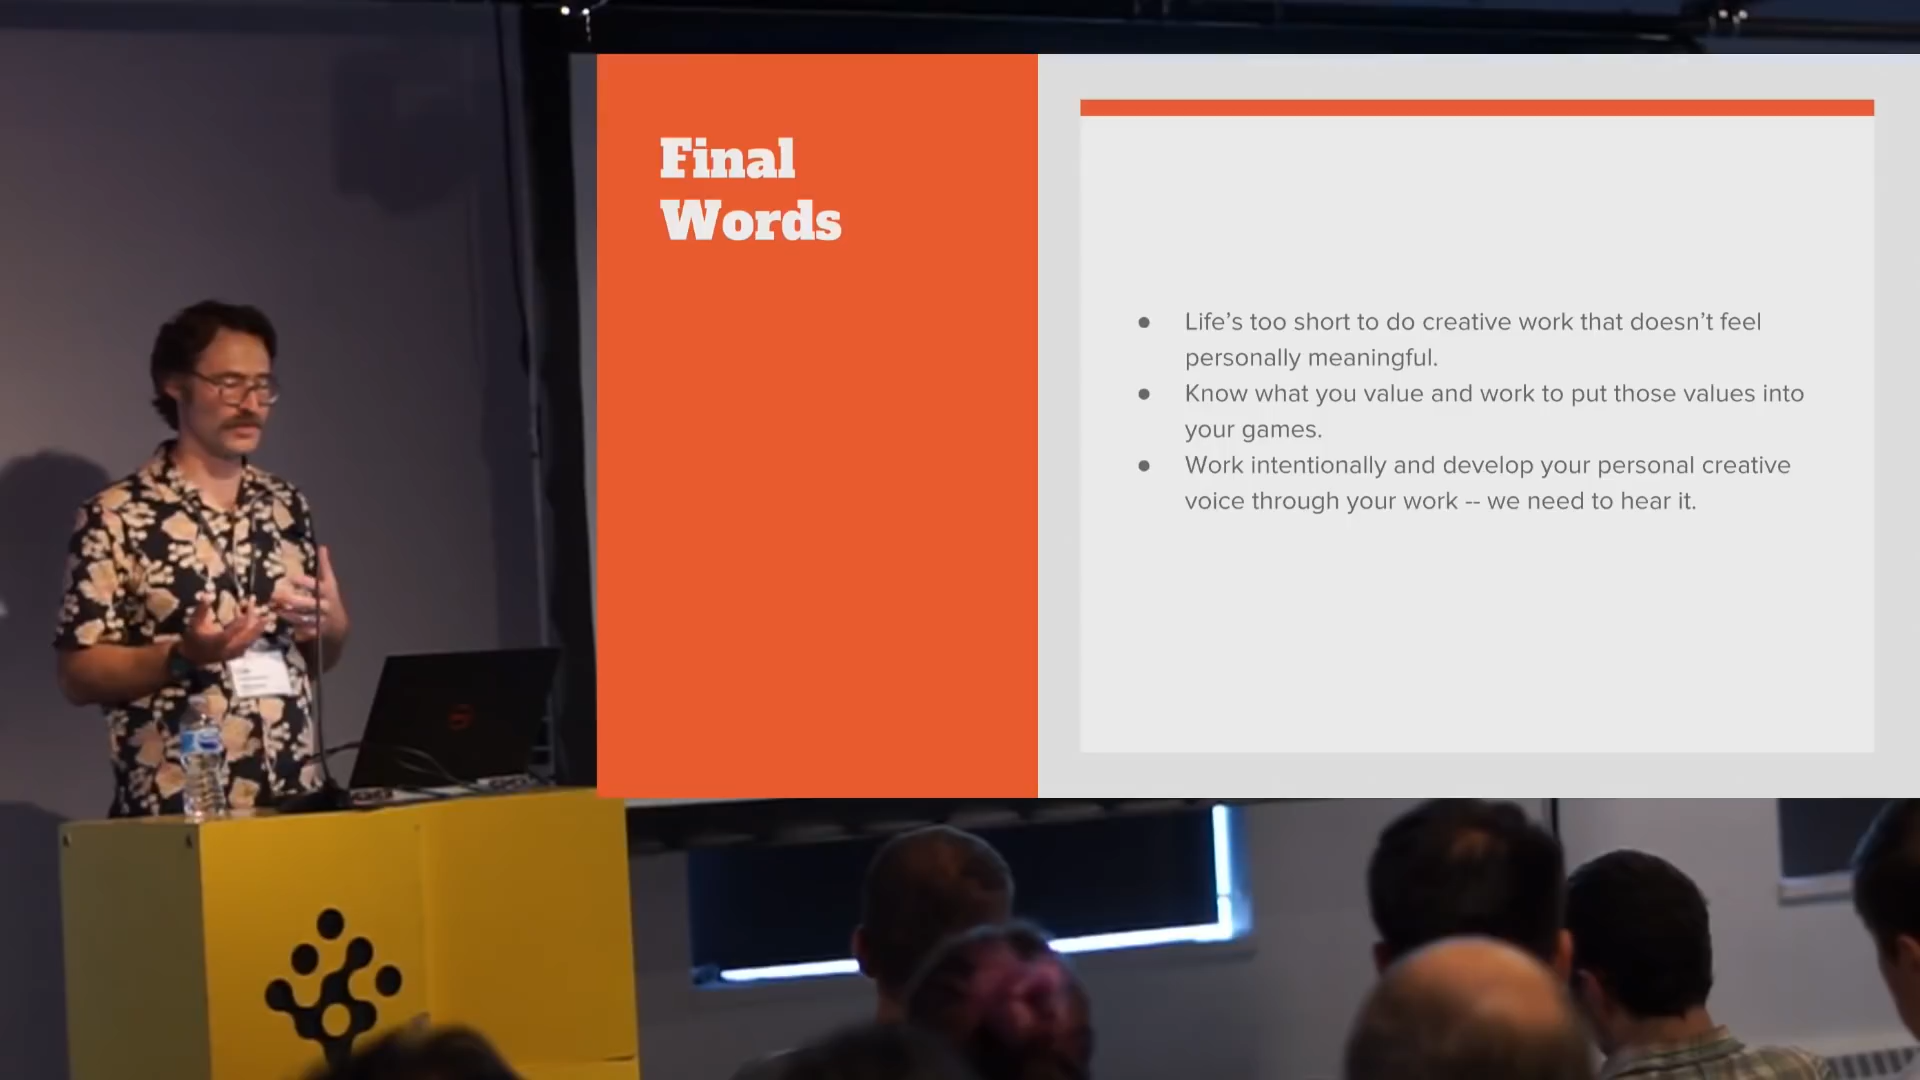 Final
Words
● Life's too short to do creative work that doesn't feel
personally meaningful.
● Know what you value and work to put those values into
your games.
● Work intentionally and develop your personal creative
voice through your work -- we need to hear it.